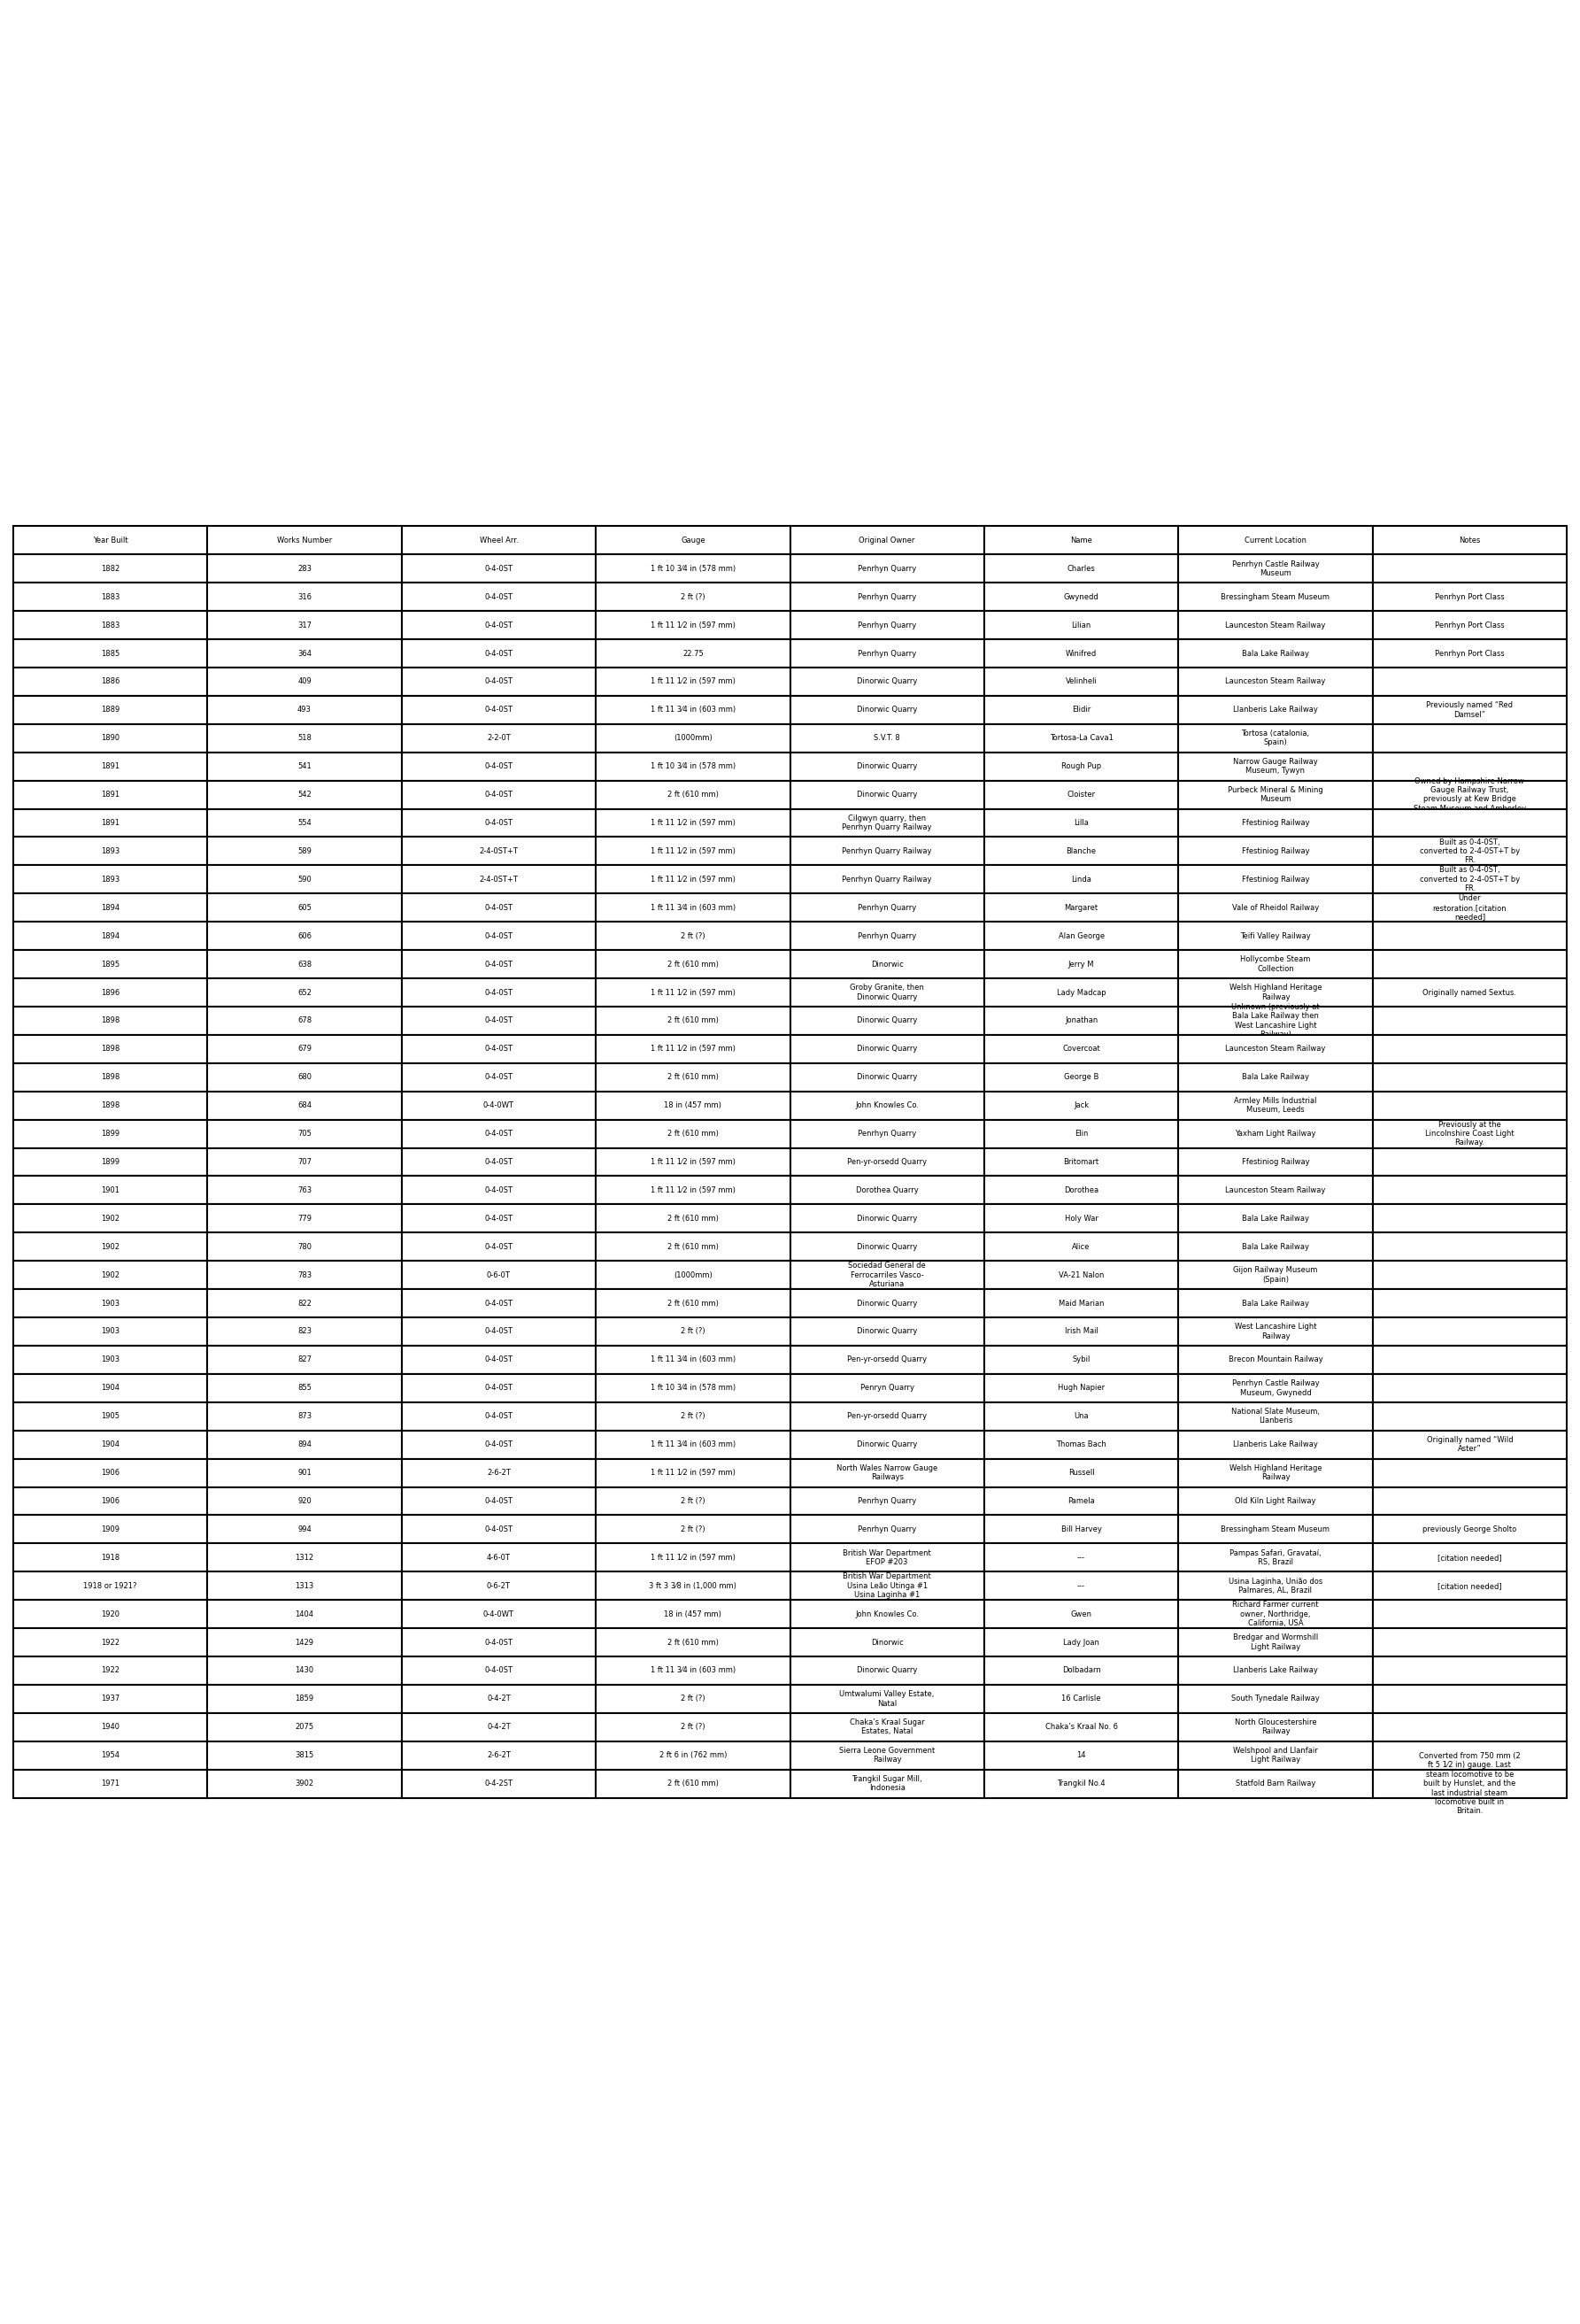 Year Built Works Number Wheel Arr. Gauge Original Owner Name Current Location Notes
1882 283 0-4-0ST 1 ft 10 3⁄4 in (578 mm) Penrhyn Quarry Charles Penrhyn Castle Railway Museum
1883 316 0-4-0ST 2 ft (?) Penrhyn Quarry Gwynedd Bressingham Steam Museum Penrhyn Port Class
1883 317 0-4-0ST 1 ft 11 1⁄2 in (597 mm) Penrhyn Quarry Lilian Launceston Steam Railway Penrhyn Port Class
1885 364 0-4-0ST 22.75 Penrhyn Quarry Winifred Bala Lake Railway Penrhyn Port Class
1886 409 0-4-0ST 1 ft 11 1⁄2 in (597 mm) Dinorwic Quarry Velinheli Launceston Steam Railway
1889 493 0-4-0ST 1 ft 11 3⁄4 in (603 mm) Dinorwic Quarry Elidir Llanberis Lake Railway Previously named "Red Damsel"
1890 518 2-2-0T (1000mm) S.V.T. 8 Tortosa-La Cava1 Tortosa (catalonia, Spain)
1891 541 0-4-0ST 1 ft 10 3⁄4 in (578 mm) Dinorwic Quarry Rough Pup Narrow Gauge Railway Museum, Tywyn
1891 542 0-4-0ST 2 ft (610 mm) Dinorwic Quarry Cloister Purbeck Mineral & Mining Museum Owned by Hampshire Narrow Gauge Railway Trust, previously at Kew Bridge Steam Museum and Amberley
1891 554 0-4-0ST 1 ft 11 1⁄2 in (597 mm) Cilgwyn quarry, then Penrhyn Quarry Railway Lilla Ffestiniog Railway
1893 589 2-4-0ST+T 1 ft 11 1⁄2 in (597 mm) Penrhyn Quarry Railway Blanche Ffestiniog Railway Built as 0-4-0ST, converted to 2-4-0ST+T by FR.
1893 590 2-4-0ST+T 1 ft 11 1⁄2 in (597 mm) Penrhyn Quarry Railway Linda Ffestiniog Railway Built as 0-4-0ST, converted to 2-4-0ST+T by FR.
1894 605 0-4-0ST 1 ft 11 3⁄4 in (603 mm) Penrhyn Quarry Margaret Vale of Rheidol Railway Under restoration.[citation needed]
1894 606 0-4-0ST 2 ft (?) Penrhyn Quarry Alan George Teifi Valley Railway
1895 638 0-4-0ST 2 ft (610 mm) Dinorwic Jerry M Hollycombe Steam Collection
1896 652 0-4-0ST 1 ft 11 1⁄2 in (597 mm) Groby Granite, then Dinorwic Quarry Lady Madcap Welsh Highland Heritage Railway Originally named Sextus.
1898 678 0-4-0ST 2 ft (610 mm) Dinorwic Quarry Jonathan Unknown (previously at Bala Lake Railway then West Lancashire Light Railway)
1898 679 0-4-0ST 1 ft 11 1⁄2 in (597 mm) Dinorwic Quarry Covercoat Launceston Steam Railway
1898 680 0-4-0ST 2 ft (610 mm) Dinorwic Quarry George B Bala Lake Railway
1898 684 0-4-0WT 18 in (457 mm) John Knowles Co. Jack Armley Mills Industrial Museum, Leeds
1899 705 0-4-0ST 2 ft (610 mm) Penrhyn Quarry Elin Yaxham Light Railway Previously at the Lincolnshire Coast Light Railway.
1899 707 0-4-0ST 1 ft 11 1⁄2 in (597 mm) Pen-yr-orsedd Quarry Britomart Ffestiniog Railway
1901 763 0-4-0ST 1 ft 11 1⁄2 in (597 mm) Dorothea Quarry Dorothea Launceston Steam Railway
1902 779 0-4-0ST 2 ft (610 mm) Dinorwic Quarry Holy War Bala Lake Railway
1902 780 0-4-0ST 2 ft (610 mm) Dinorwic Quarry Alice Bala Lake Railway
1902 783 0-6-0T (1000mm) Sociedad General de Ferrocarriles Vasco-Asturiana VA-21 Nalon Gijon Railway Museum (Spain)
1903 822 0-4-0ST 2 ft (610 mm) Dinorwic Quarry Maid Marian Bala Lake Railway
1903 823 0-4-0ST 2 ft (?) Dinorwic Quarry Irish Mail West Lancashire Light Railway
1903 827 0-4-0ST 1 ft 11 3⁄4 in (603 mm) Pen-yr-orsedd Quarry Sybil Brecon Mountain Railway
1904 855 0-4-0ST 1 ft 10 3⁄4 in (578 mm) Penryn Quarry Hugh Napier Penrhyn Castle Railway Museum, Gwynedd
1905 873 0-4-0ST 2 ft (?) Pen-yr-orsedd Quarry Una National Slate Museum, Llanberis
1904 894 0-4-0ST 1 ft 11 3⁄4 in (603 mm) Dinorwic Quarry Thomas Bach Llanberis Lake Railway Originally named "Wild Aster"
1906 901 2-6-2T 1 ft 11 1⁄2 in (597 mm) North Wales Narrow Gauge Railways Russell Welsh Highland Heritage Railway
1906 920 0-4-0ST 2 ft (?) Penrhyn Quarry Pamela Old Kiln Light Railway
1909 994 0-4-0ST 2 ft (?) Penrhyn Quarry Bill Harvey Bressingham Steam Museum previously George Sholto
1918 1312 4-6-0T 1 ft 11 1⁄2 in (597 mm) British War Department EFOP #203 --- Pampas Safari, Gravataí, RS, Brazil [citation needed]
1918 or 1921? 1313 0-6-2T 3 ft 3 3⁄8 in (1,000 mm) British War Department Usina Leão Utinga #1 Usina Laginha #1 --- Usina Laginha, União dos Palmares, AL, Brazil [citation needed]
1920 1404 0-4-0WT 18 in (457 mm) John Knowles Co. Gwen Richard Farmer current owner, Northridge, California, USA
1922 1429 0-4-0ST 2 ft (610 mm) Dinorwic Lady Joan Bredgar and Wormshill Light Railway
1922 1430 0-4-0ST 1 ft 11 3⁄4 in (603 mm) Dinorwic Quarry Dolbadarn Llanberis Lake Railway
1937 1859 0-4-2T 2 ft (?) Umtwalumi Valley Estate, Natal 16 Carlisle South Tynedale Railway
1940 2075 0-4-2T 2 ft (?) Chaka's Kraal Sugar Estates, Natal Chaka's Kraal No. 6 North Gloucestershire Railway
1954 3815 2-6-2T 2 ft 6 in (762 mm) Sierra Leone Government Railway 14 Welshpool and Llanfair Light Railway
1971 3902 0-4-2ST 2 ft (610 mm) Trangkil Sugar Mill, Indonesia Trangkil No.4 Statfold Barn Railway Converted from 750 mm (2 ft 5 1⁄2 in) gauge. Last steam locomotive to be built by Hunslet, and the last industrial steam locomotive built in Britain.